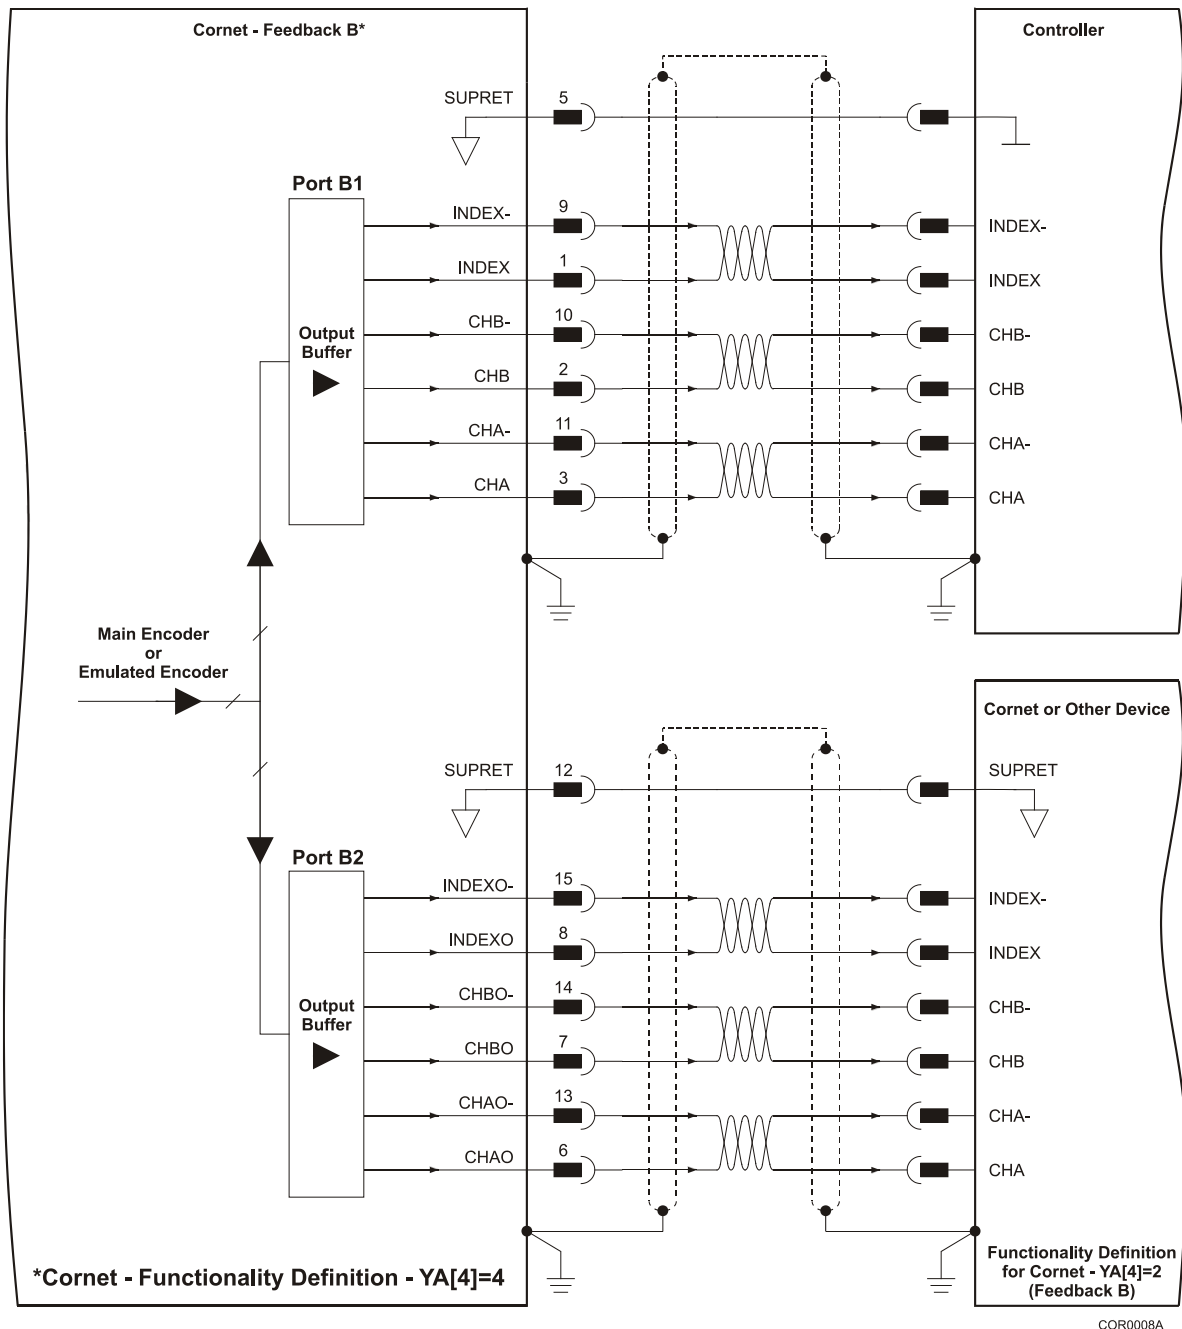 Cornet - Feedback B*
Controller
SUPRET
5
Port B1
INDEX-
9
INDEX-
INDEX
1
INDEX
Output
Buffer
CHB-
10
CHB-
CHB
2
CHB
CHA-
11
CHA-
CHA
3
CHA
Main Encoder
or
Emulated Encoder
Cornet or Other Device
SUPRET
12
SUPRET
Port B2
INDEXO-
15
INDEX-
INDEXO
8
INDEX
Output
Buffer
CHBO-
14
CHB-
CHBO
7
CHB
CHAO-
13
CHA-
CHAO
6
CHA
*Cornet - Functionality Definition - YA[4]=4
Functionality Definition
for Cornet - YA[4]=2
(Feedback B)
COR0008A